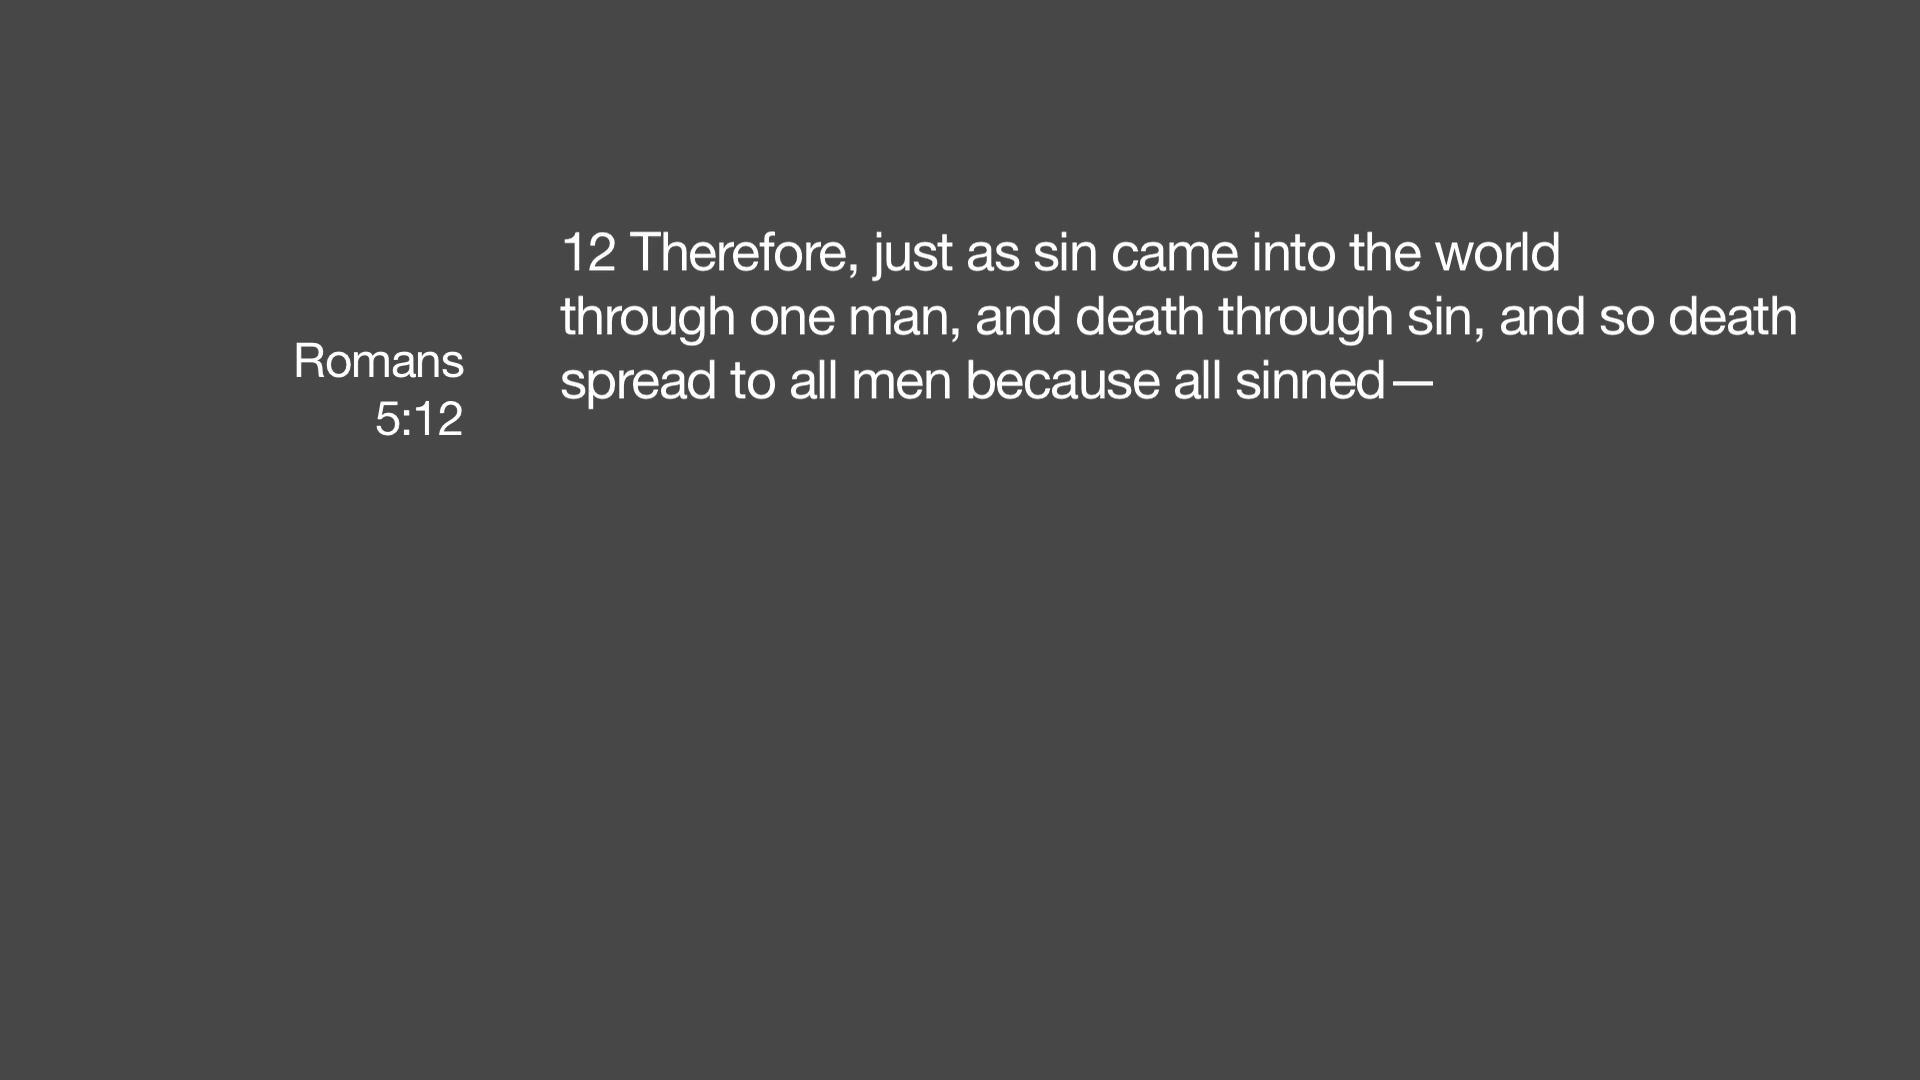 Romans
5:12
12 Therefore, just as sin came into the world
through one man, and death through sin, and so death
spread to all men because all sinned—